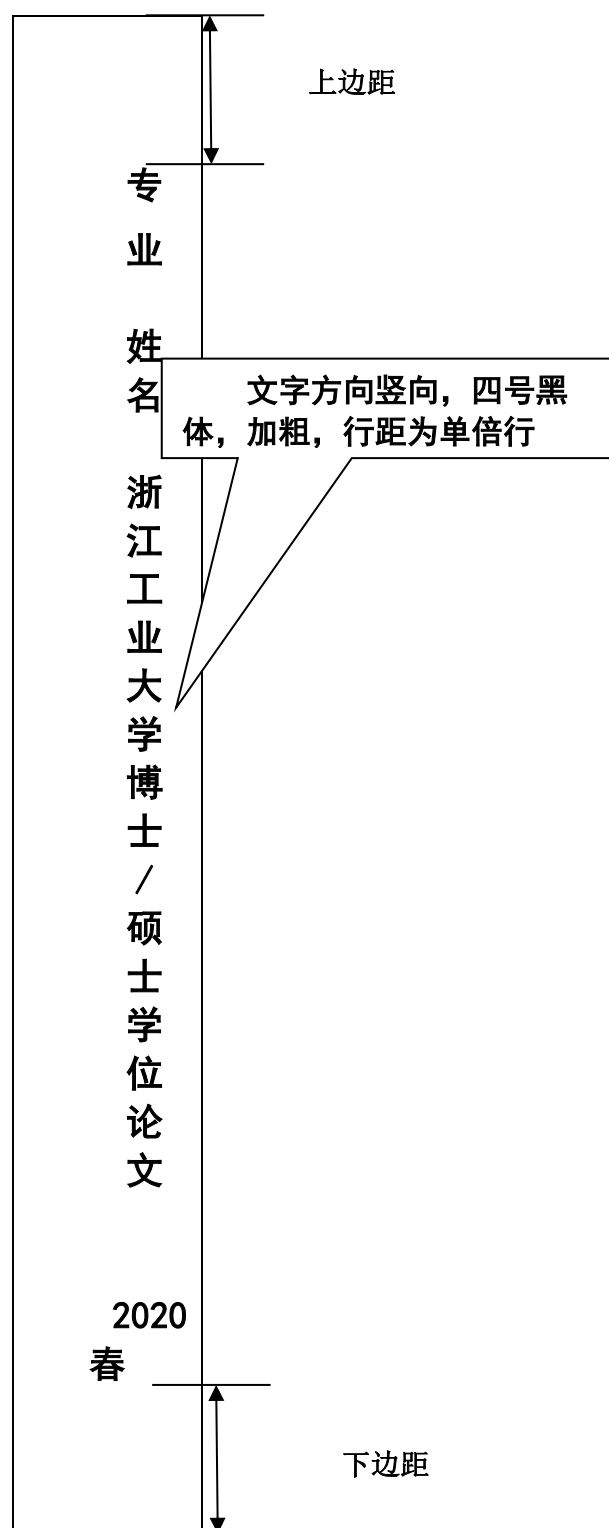 上边距
专业 姓名 浙江工业大学博士/硕士学位论文
文字方向竖向，四号黑
体，加粗，行距为单倍行
2020
春
下边距